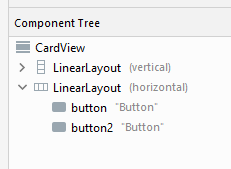 Component Tree
CardView
LinearLayout (vertical)
LinearLayout (horizontal)
button "Button"
button2 "Button"